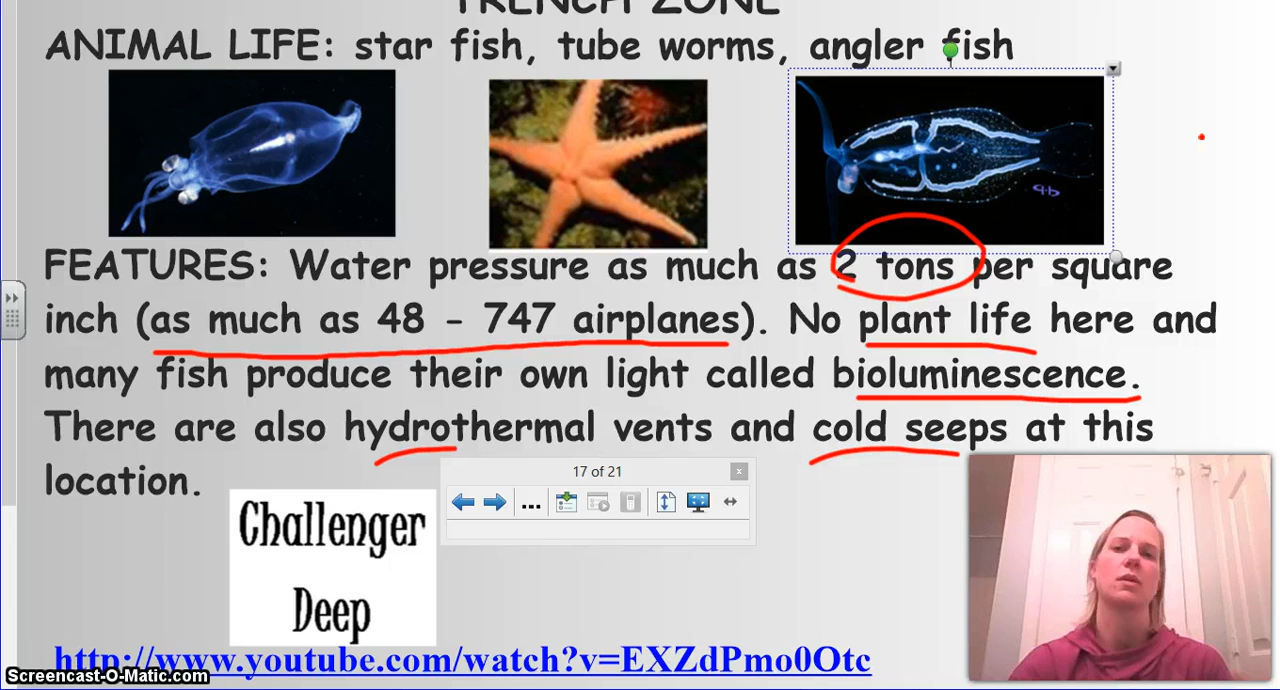 TRENCH ZONE
ANIMAL LIFE: star fish, tube worms, angler fish
FEATURES: Water pressure as much as 2 tons per square
inch (as much as 48 - 747 airplanes). No plant life here and
many fish produce their own light called bioluminescence.
There are also hydrothermal vents and cold seeps at this
location.
17 of 21
Challenger
Deep
http://www.youtube.com/watch?v=EXZdPmo0Otc
Screencast-O-Matic.com